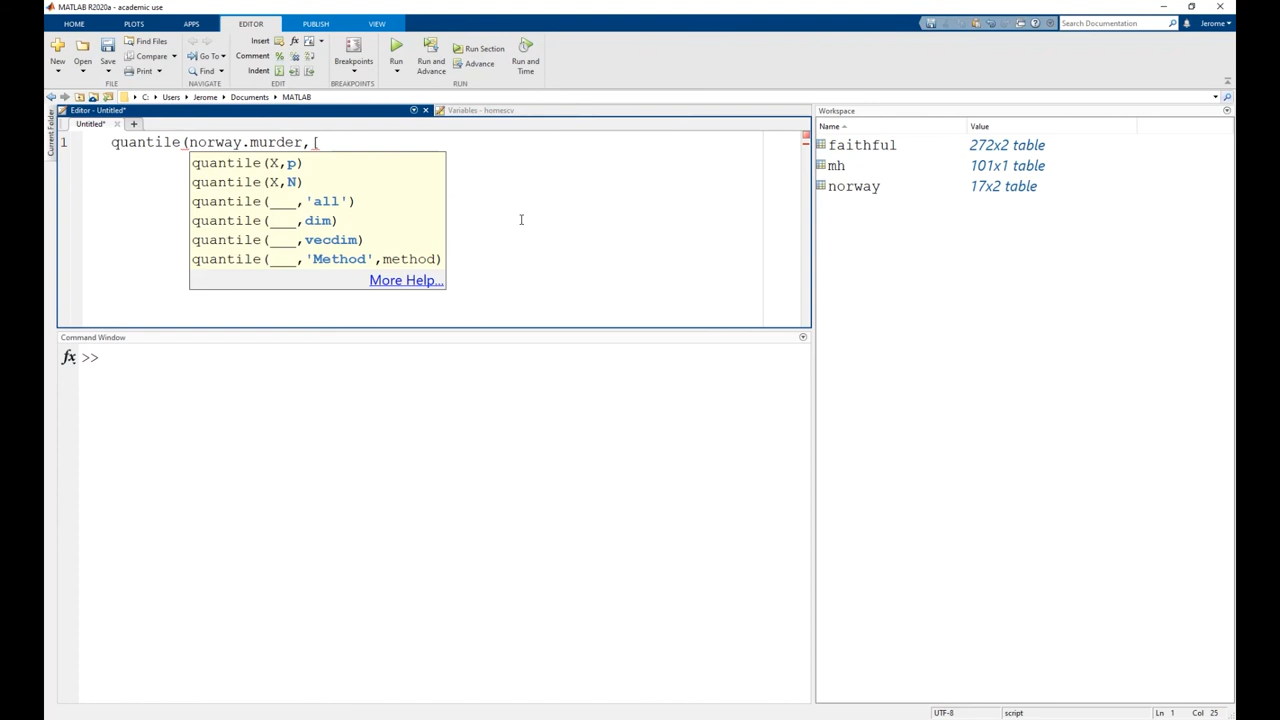 MATLAB R2020a - academic use
HOME PLOTS APPS EDITOR PUBLISH VIEW Search Documentation Jerome
New Open Save Find Files Compare Print Go To Find Insert Comment Indent fx Breakpoints Run Run and Advance Run Section Advance Run and Time
FILE NAVIGATE EDIT BREAKPOINTS RUN
C: Users Jerome Documents MATLAB
Current Folder
Editor - Untitled* Variables - homescv Workspace
Untitled* + Name Value
1 quantile(norway.murder,[
quantile(X,p)
quantile(X,N)
quantile(___,'all')
quantile(___,dim)
quantile(___,vecdim)
quantile(___,'Method',method)
More Help...
faithful 272x2 table
mh 101x1 table
norway 17x2 table
Command Window
fx >>
UTF-8 script Ln 1 Col 25